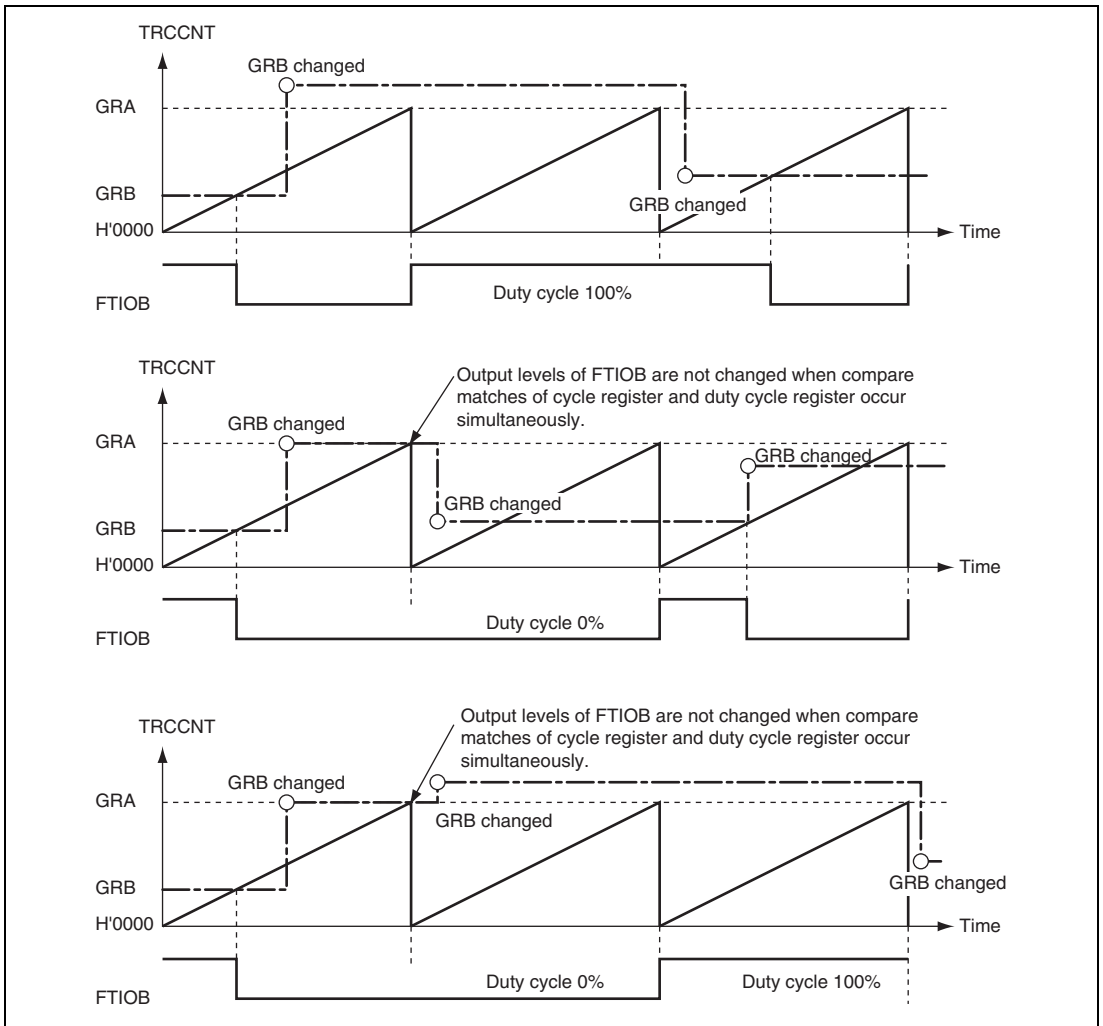 TRCCNT
GRB changed
GRA
GRB
GRB changed
H'0000
Time
Duty cycle 100%
FTIOB
TRCCNT
Output levels of FTIOB are not changed when compare
matches of cycle register and duty cycle register occur
simultaneously.
GRB changed
GRA
GRB changed
GRB changed
GRB
H'0000
Time
Duty cycle 0%
FTIOB
Output levels of FTIOB are not changed when compare
matches of cycle register and duty cycle register occur
simultaneously.
TRCCNT
GRB changed
GRA
GRB changed
GRB
GRB changed
H'0000
Time
Duty cycle 0%
Duty cycle 100%
FTIOB